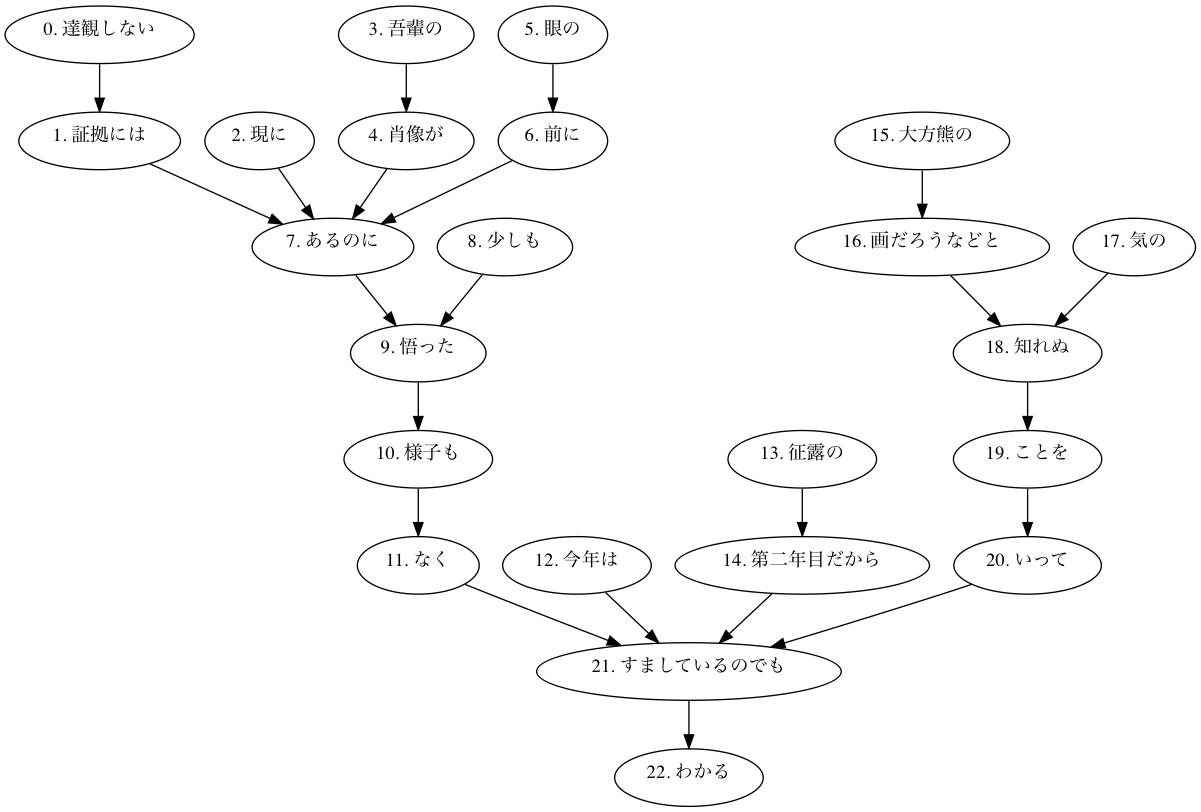 0. 達観しない
1. 証拠には
2. 現に
3. 吾輩の
4. 肖像が
5. 眼の
6. 前に
7. あるのに
8. 少しも
9. 悟った
10. 様子も
11. なく
12. 今年は
13. 征露の
14. 第二年目だから
15. 大方熊の
16. 画だろうなどと
17. 気の
18. 知れぬ
19. ことを
20. いって
21. すましているのでも
22. わかる